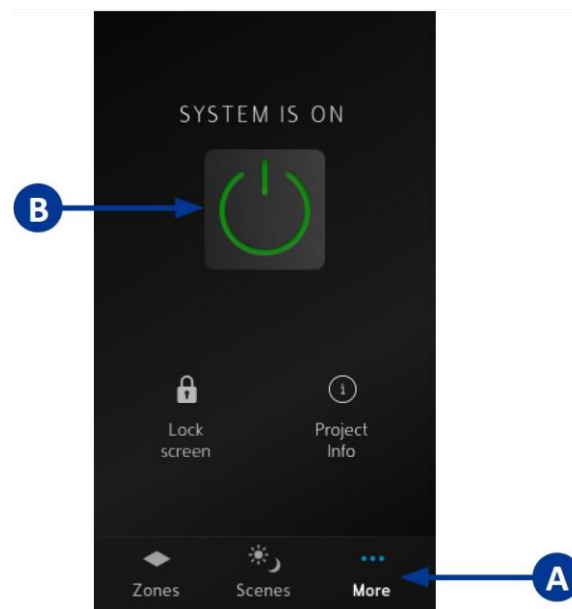 SYSTEM IS ON
B
Lock
screen
Project
Info
Zones
Scenes
More
A